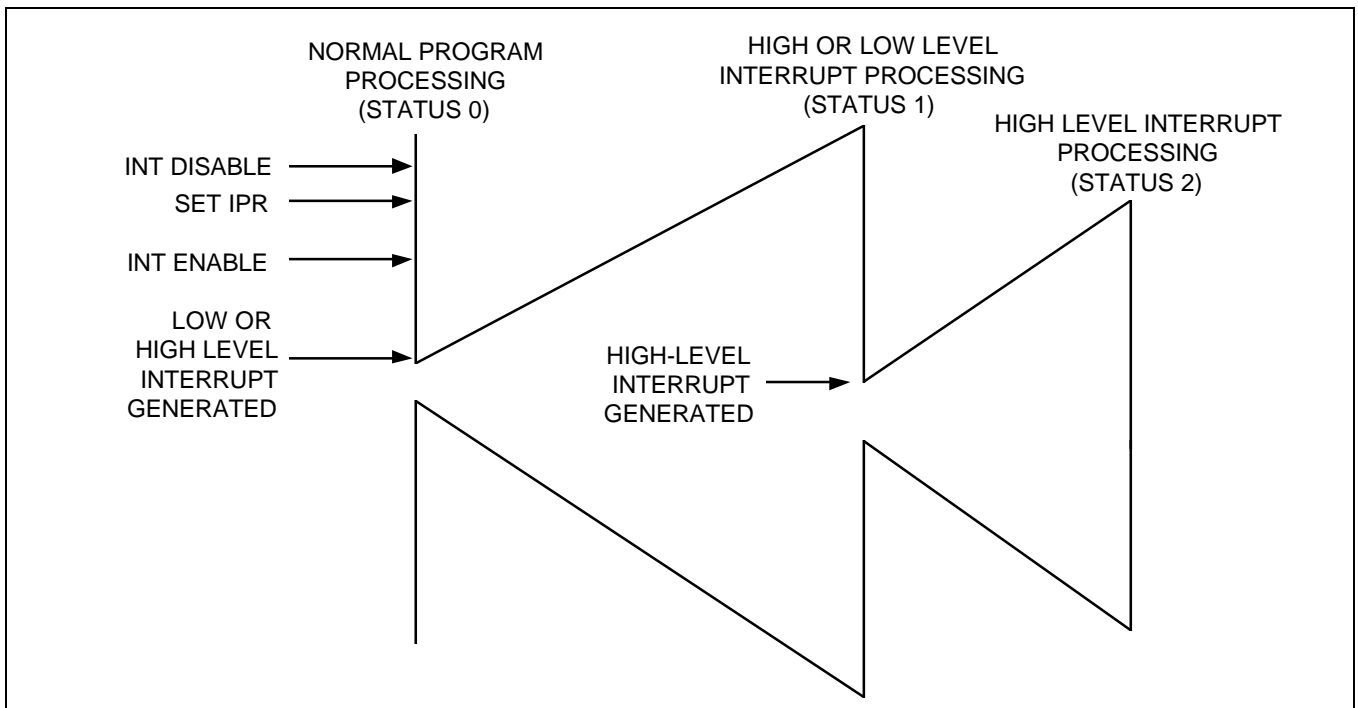 NORMAL PROGRAM
PROCESSING
(STATUS 0)
HIGH OR LOW LEVEL
INTERRUPT PROCESSING
(STATUS 1)
HIGH LEVEL INTERRUPT
PROCESSING
(STATUS 2)
INT DISABLE
SET IPR
INT ENABLE
LOW OR
HIGH LEVEL
INTERRUPT
GENERATED
HIGH-LEVEL
INTERRUPT
GENERATED